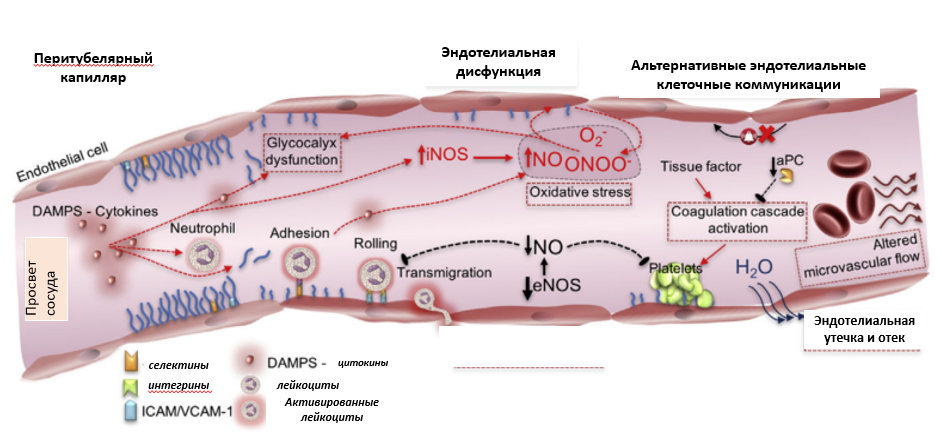 Перитубелярный
капилляр
Эндотелиальная
дисфункция
Альтернативные эндотелиальные
клеточные коммуникации
Endothelial cell
Glycocalyx
dysfunction
iNOS
O2-
NO ONOO-
Oxidative stress
Tissue factor
aPC
DAMPS - Cytokines
Neutrophil
Adhesion
Rolling
Transmigration
NO
eNOS
Coagulation cascade
activation
Platelets
H2O
Altered
microvascular flow
Просвет
сосуда
Эндотелиальная
утечка и отек
селектины
DAMPS - цитокины
интегрины
лейкоциты
ICAM/VCAM-1
Активированные
лейкоциты